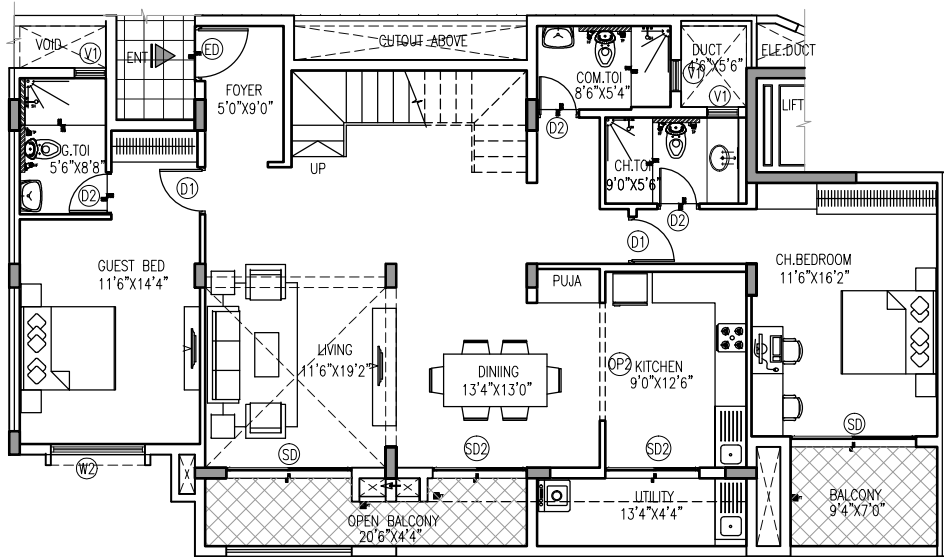 VOID
V1
ENT
ED
CUTOUT ABOVE
COM.TOI
8'6"X5'4"
DUCT
4'6"X5'6"
V1
V1
ELE.DUCT
LIFT
FOYER
5'0"X9'0"
G.TOI
5'6"X8'8"
D2
D1
UP
D2
CH.TOI
9'0"X5'6"
D2
D1
GUEST BED
11'6"X14'4"
CH.BEDROOM
11'6"X16'2"
PUJA
LIVING
11'6"X19'2"
DINIING
13'4"X13'0"
OP2
KITCHEN
9'0"X12'6"
SD
SD2
SD2
SD
W2
OPEN BALCONY
20'6"X4'4"
UTILITY
13'4"X4'4"
BALCONY
9'4"X7'0"